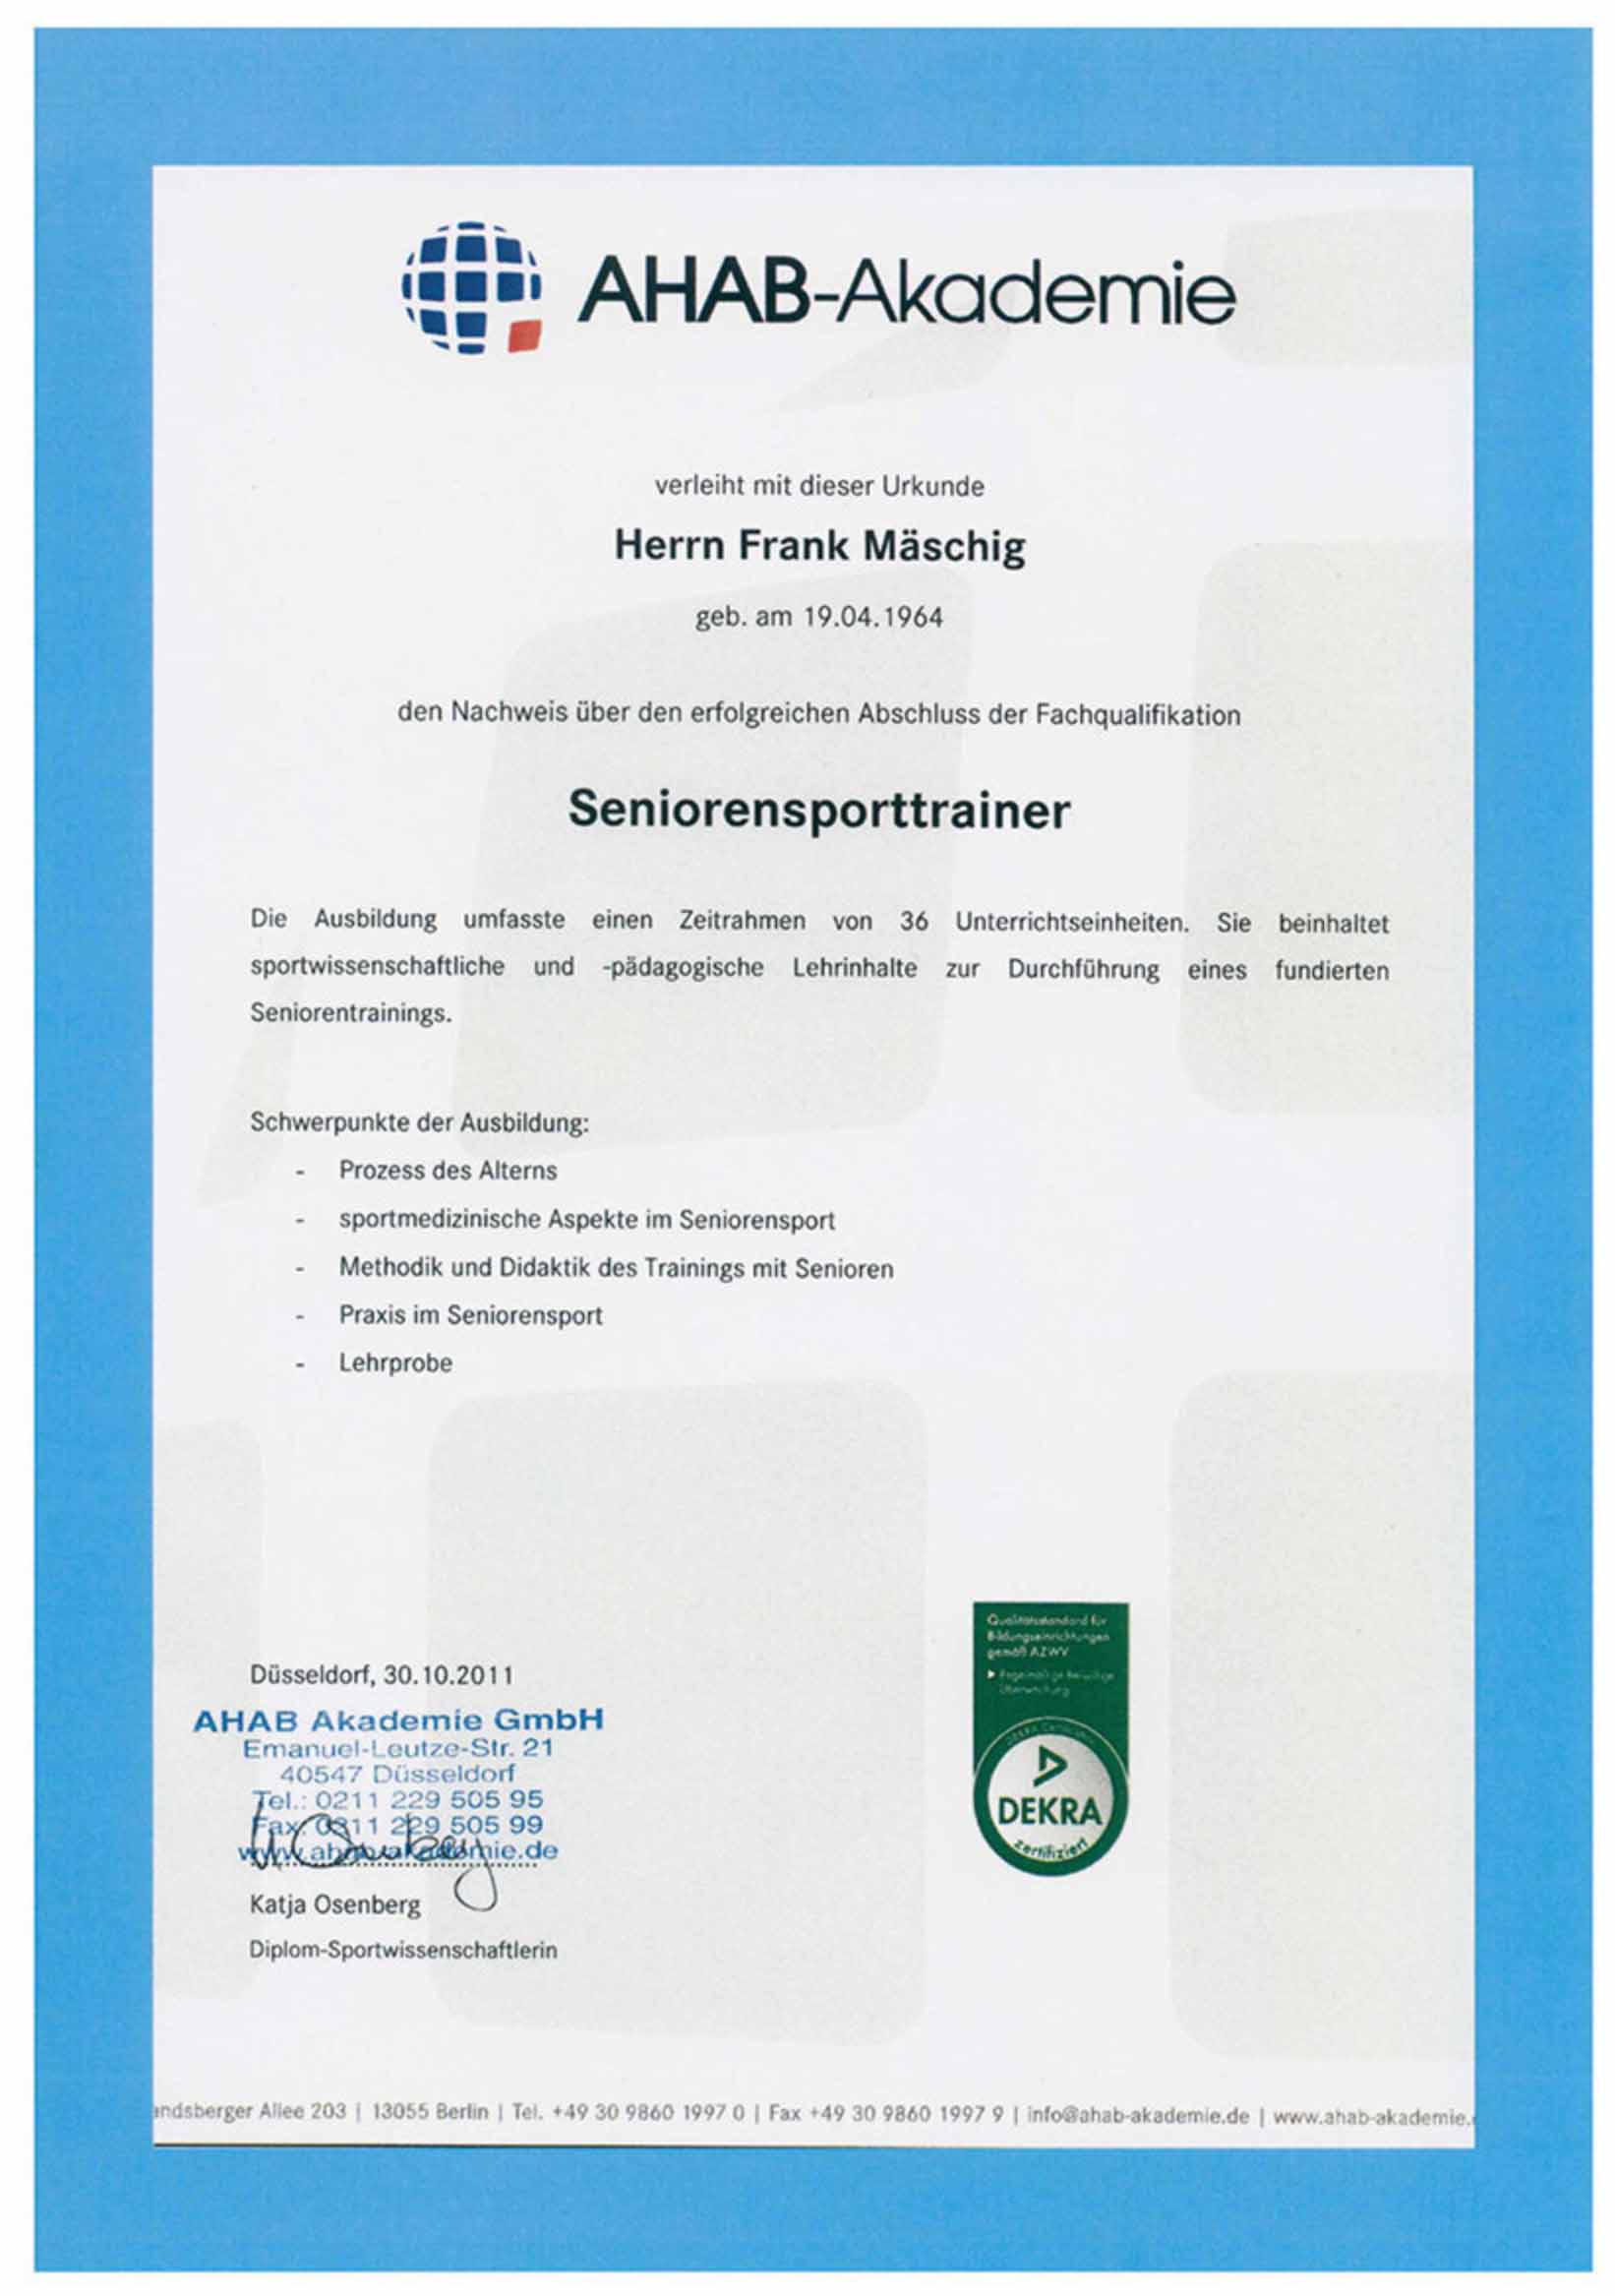 AHAB-Akademie
verleiht mit dieser Urkunde
Herrn Frank Mäschig
geb. am 19.04.1964
den Nachweis über den erfolgreichen Abschluss der Fachqualifikation
Seniorensporttrainer
Die Ausbildung umfasste einen Zeitrahmen von 36 Unterrichtseinheiten. Sie beinhaltet
sportwissenschaftliche und -pädagogische Lehrinhalte zur Durchführung eines fundierten
Seniorentrainings.
Schwerpunkte der Ausbildung:
- Prozess des Alterns
- sportmedizinische Aspekte im Seniorensport
- Methodik und Didaktik des Trainings mit Senioren
- Praxis im Seniorensport
- Lehrprobe
Düsseldorf, 30.10.2011
AHAB Akademie GmbH
Emanuel-Leutze-Str. 21
40547 Düsseldorf
Tel.: 0211 229 505 95
Fax: 0211 229 505 99
www.ahab-akademie.de
Katja Osenberg
Diplom-Sportwissenschaftlerin
Qualitätsstandard für
Bildungseinrichtungen
gemäß AZWV
DEKRA
zertifiziert
andsberger Allee 203 | 13055 Berlin | Tel. +49 30 9860 1997 0 | Fax +49 30 9860 1997 9 | info@ahab-akademie.de | www.ahab-akademie.